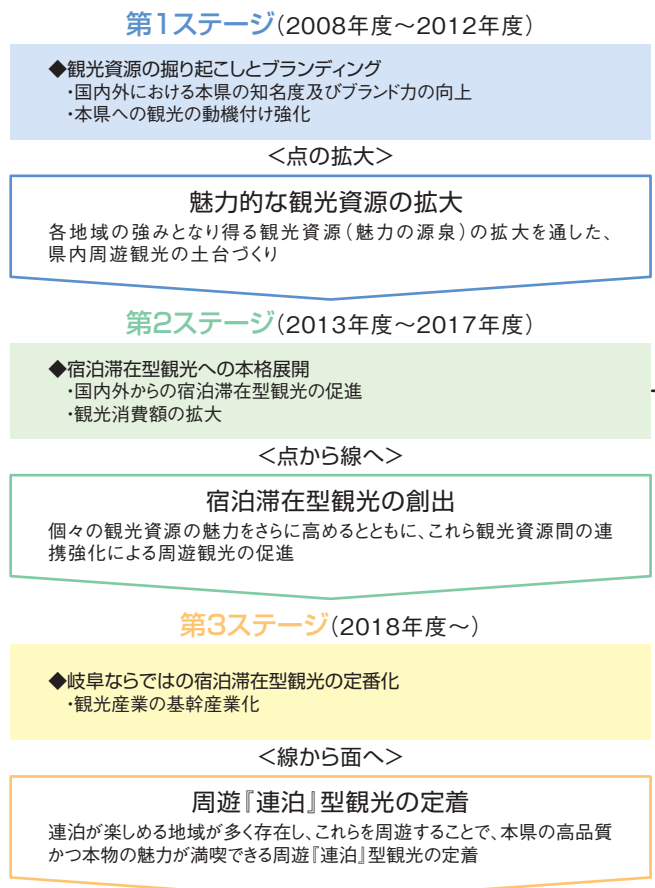 第1ステージ(2008年度～2012年度)
◆観光資源の掘り起こしとブランディング
・国内外における本県の知名度及びブランド力の向上
・本県への観光の動機付け強化
＜点の拡大＞
魅力的な観光資源の拡大
各地域の強みとなり得る観光資源（魅力の源泉）の拡大を通した、
県内周遊観光の土台づくり
第2ステージ(2013年度～2017年度)
◆宿泊滞在型観光への本格展開
・国内外からの宿泊滞在型観光の促進
・観光消費額の拡大
＜点から線へ＞
宿泊滞在型観光の創出
個々の観光資源の魅力をさらに高めるとともに、これら観光資源間の連
携強化による周遊観光の促進
第3ステージ(2018年度～)
◆岐阜ならではの宿泊滞在型観光の定番化
・観光産業の基幹産業化
＜線から面へ＞
周遊『連泊』型観光の定着
連泊が楽しめる地域が多く存在し、これらを周遊することで、本県の高品質
かつ本物の魅力が満喫できる周遊『連泊』型観光の定着